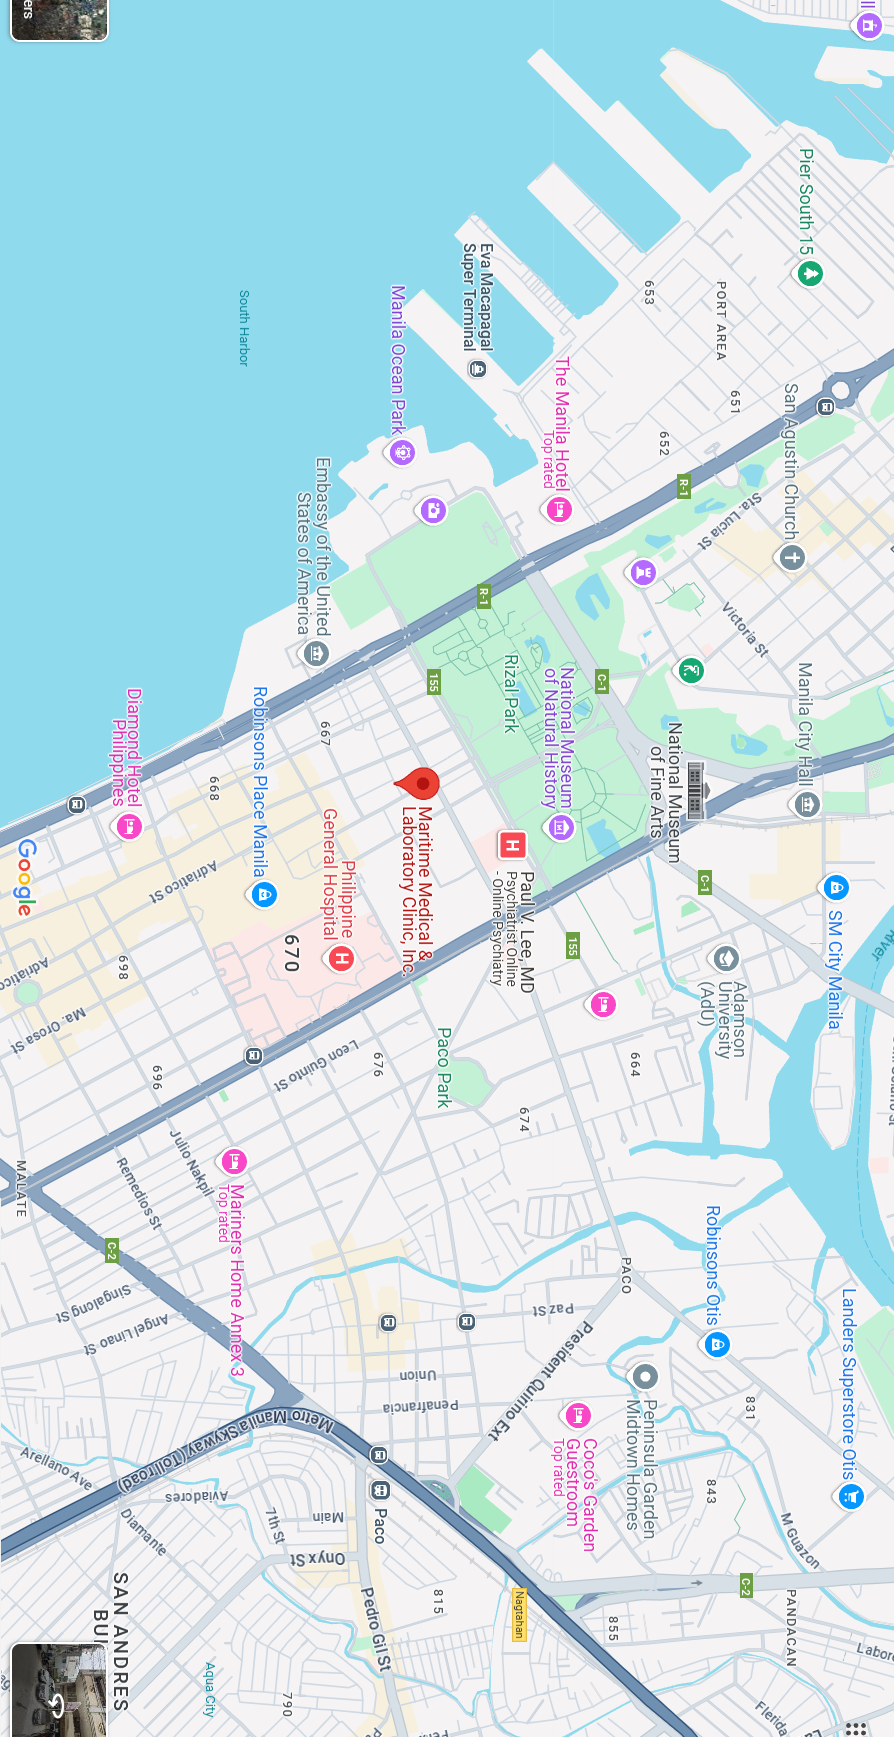 Pier South 15
653
PORT AREA
651
652
San Agustin Church
Eva Macapagal
Super Terminal
The Manila Hotel
Top rated
Manila Ocean Park
South Harbor
R-1
Sta. Lucia St
Embassy of the United
States of America
R-1
Victoria St
Rizal Park
155
C-1
National Museum
of Natural History
Manila City Hall
National Museum
of Fine Arts
Diamond Hotel
Philippines
Robinsons Place Manila
667
668
Adriatico St
Maritime Medical &
Laboratory Clinic, Inc.
Philippine
General Hospital
Paul V. Lee, MD
Psychiatrist Online
- Online Psychiatry
C-1
SM City Manila
River
155
Adamson
University
(AdU)
670
698
Adriatico
Ma. Orosa St
Google
Leon Guinto St
676
Paco Park
664
674
696
MALATE
Julio Nakpil
Remedios St
Mariners Home Annex 3
Top rated
C-2
Singalong St
Angel Linao St
PACO
Robinsons Otis
Landers Superstore Otis
Paz St
President Quirino Ext
Union
Penafrancia
Peninsula Garden
Midtown Homes
Coco's Garden
Guestroom
Top rated
831
843
M Guazon
Metro Manila Skyway (Toll road)
Arellano Ave
Aviadores
Diamante
7th St
Main
Onyx St
Paco
Pedro Gil St
815
Nagtahan
855
C-2
PANDACAN
SAN ANDRES
Aqua City
790